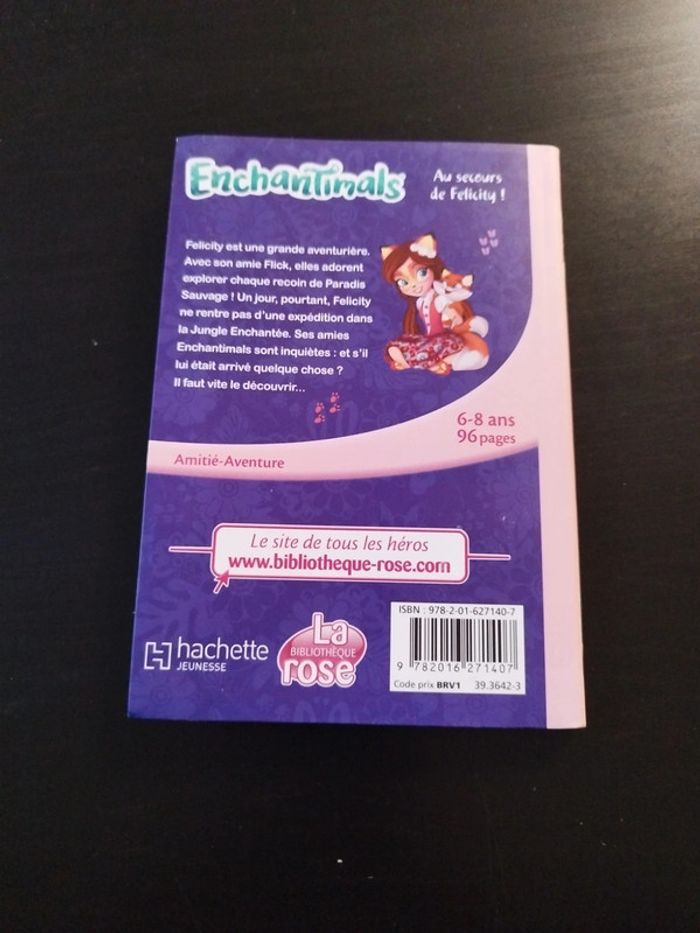 Enchantimals
Au secours
de Felicity !
Felicity est une grande aventurière.
Avec son amie Flick, elles adorent
explorer chaque recoin de Paradis
Sauvage ! Un jour, pourtant, Felicity
ne rentre pas d'une expédition dans
la Jungle Enchantée. Ses amies
Enchantimals sont inquiètes : et s'il
lui était arrivé quelque chose ?
Il faut vite le découvrir...
6-8 ans
96 pages
Amitié-Aventure
Le site de tous les héros
www.bibliotheque-rose.com
hachette
JEUNESSE
La
BIBLIOTHÈQUE
rose
ISBN : 978-2-01-627140-7
9 782016 271407
Code prix BRV1 39.3642-3